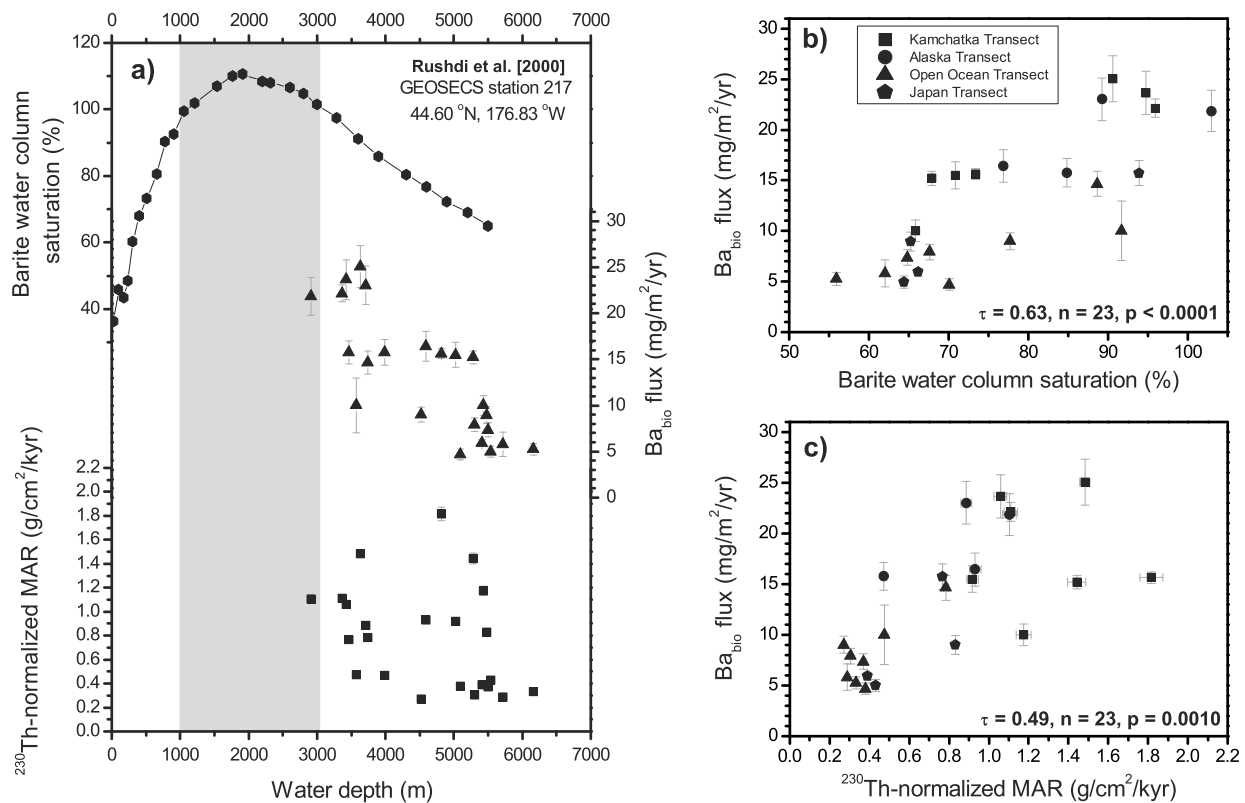 0 1000 2000 3000 4000 5000 6000 7000
120
100
80
60
40
Barite water column
saturation (%)
a)
Rushdi et al. [2000]
GEOSECS station 217
44.60 °N, 176.83 °W
30
25
20
15
10
5
0
Ba_bio flux (mg/m²/yr)
2.2
2.0
1.8
1.6
1.4
1.2
1.0
0.8
0.6
0.4
0.2
0.0
²³⁰Th-normalized MAR (g/cm²/kyr)
0 1000 2000 3000 4000 5000 6000 7000
Water depth (m)
b)
Kamchatka Transect
Alaska Transect
Open Ocean Transect
Japan Transect
30
25
20
15
10
5
0
Ba_bio flux (mg/m²/yr)
τ = 0.63, n = 23, p < 0.0001
50 60 70 80 90 100
Barite water column saturation (%)
c)
30
25
20
15
10
5
0
Ba_bio flux (mg/m²/yr)
τ = 0.49, n = 23, p = 0.0010
0.0 0.2 0.4 0.6 0.8 1.0 1.2 1.4 1.6 1.8 2.0 2.2
²³⁰Th-normalized MAR (g/cm²/kyr)